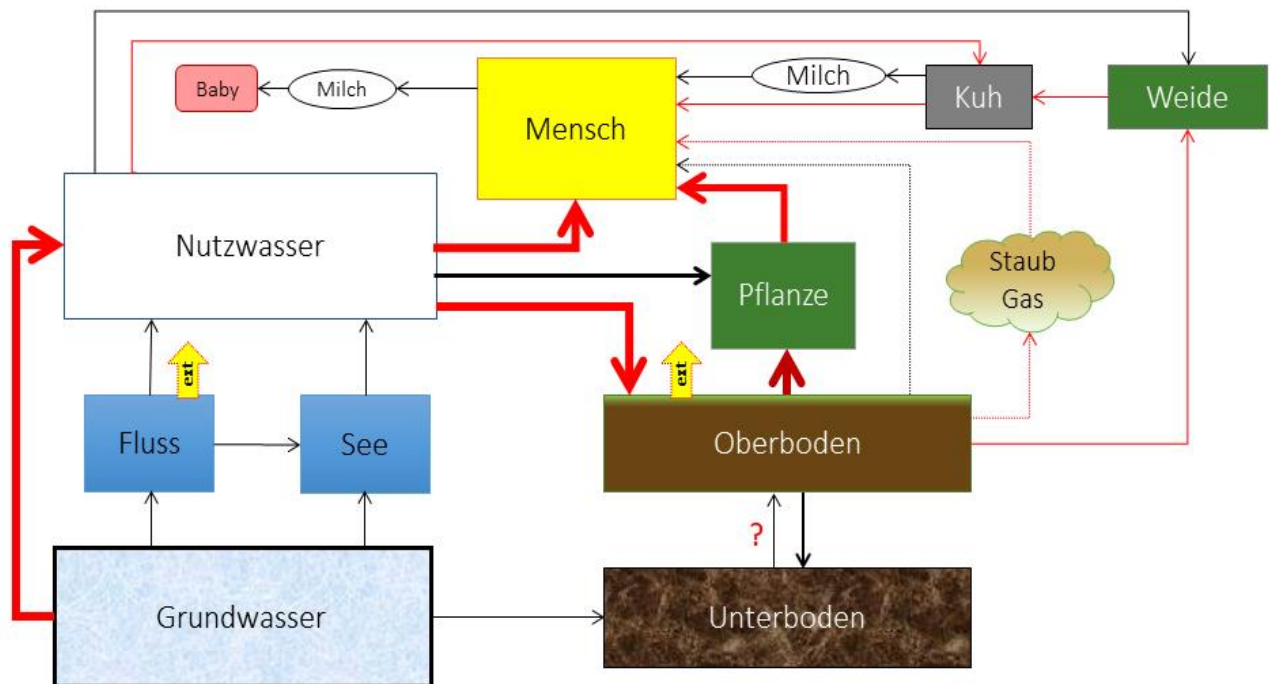 Baby
Milch
Mensch
Milch
Kuh
Weide
Nutzwasser
Pflanze
Staub
Gas
ext
ext
Fluss
See
Oberboden
?
Grundwasser
Unterboden